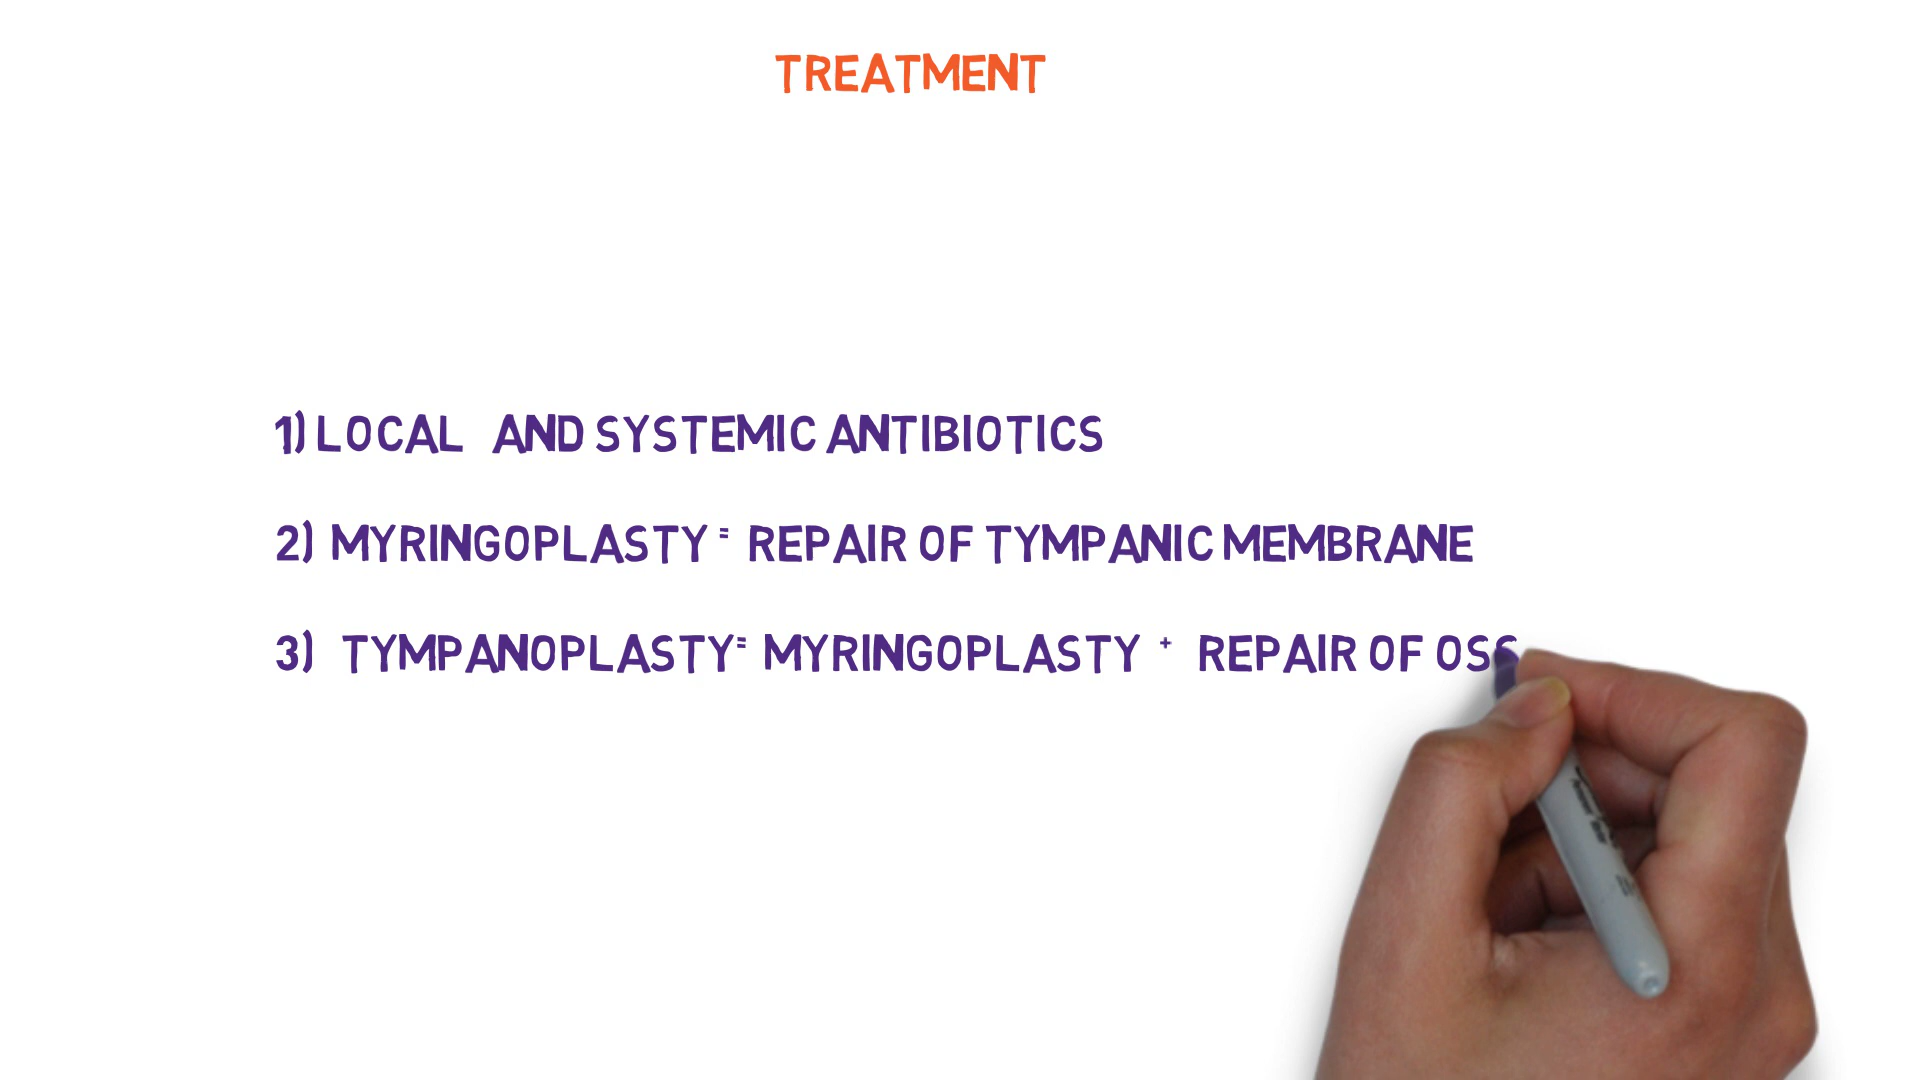 TREATMENT
1) LOCAL AND SYSTEMIC ANTIBIOTICS
2) MYRINGOPLASTY = REPAIR OF TYMPANIC MEMBRANE
3) TYMPANOPLASTY= MYRINGOPLASTY + REPAIR OF OSS